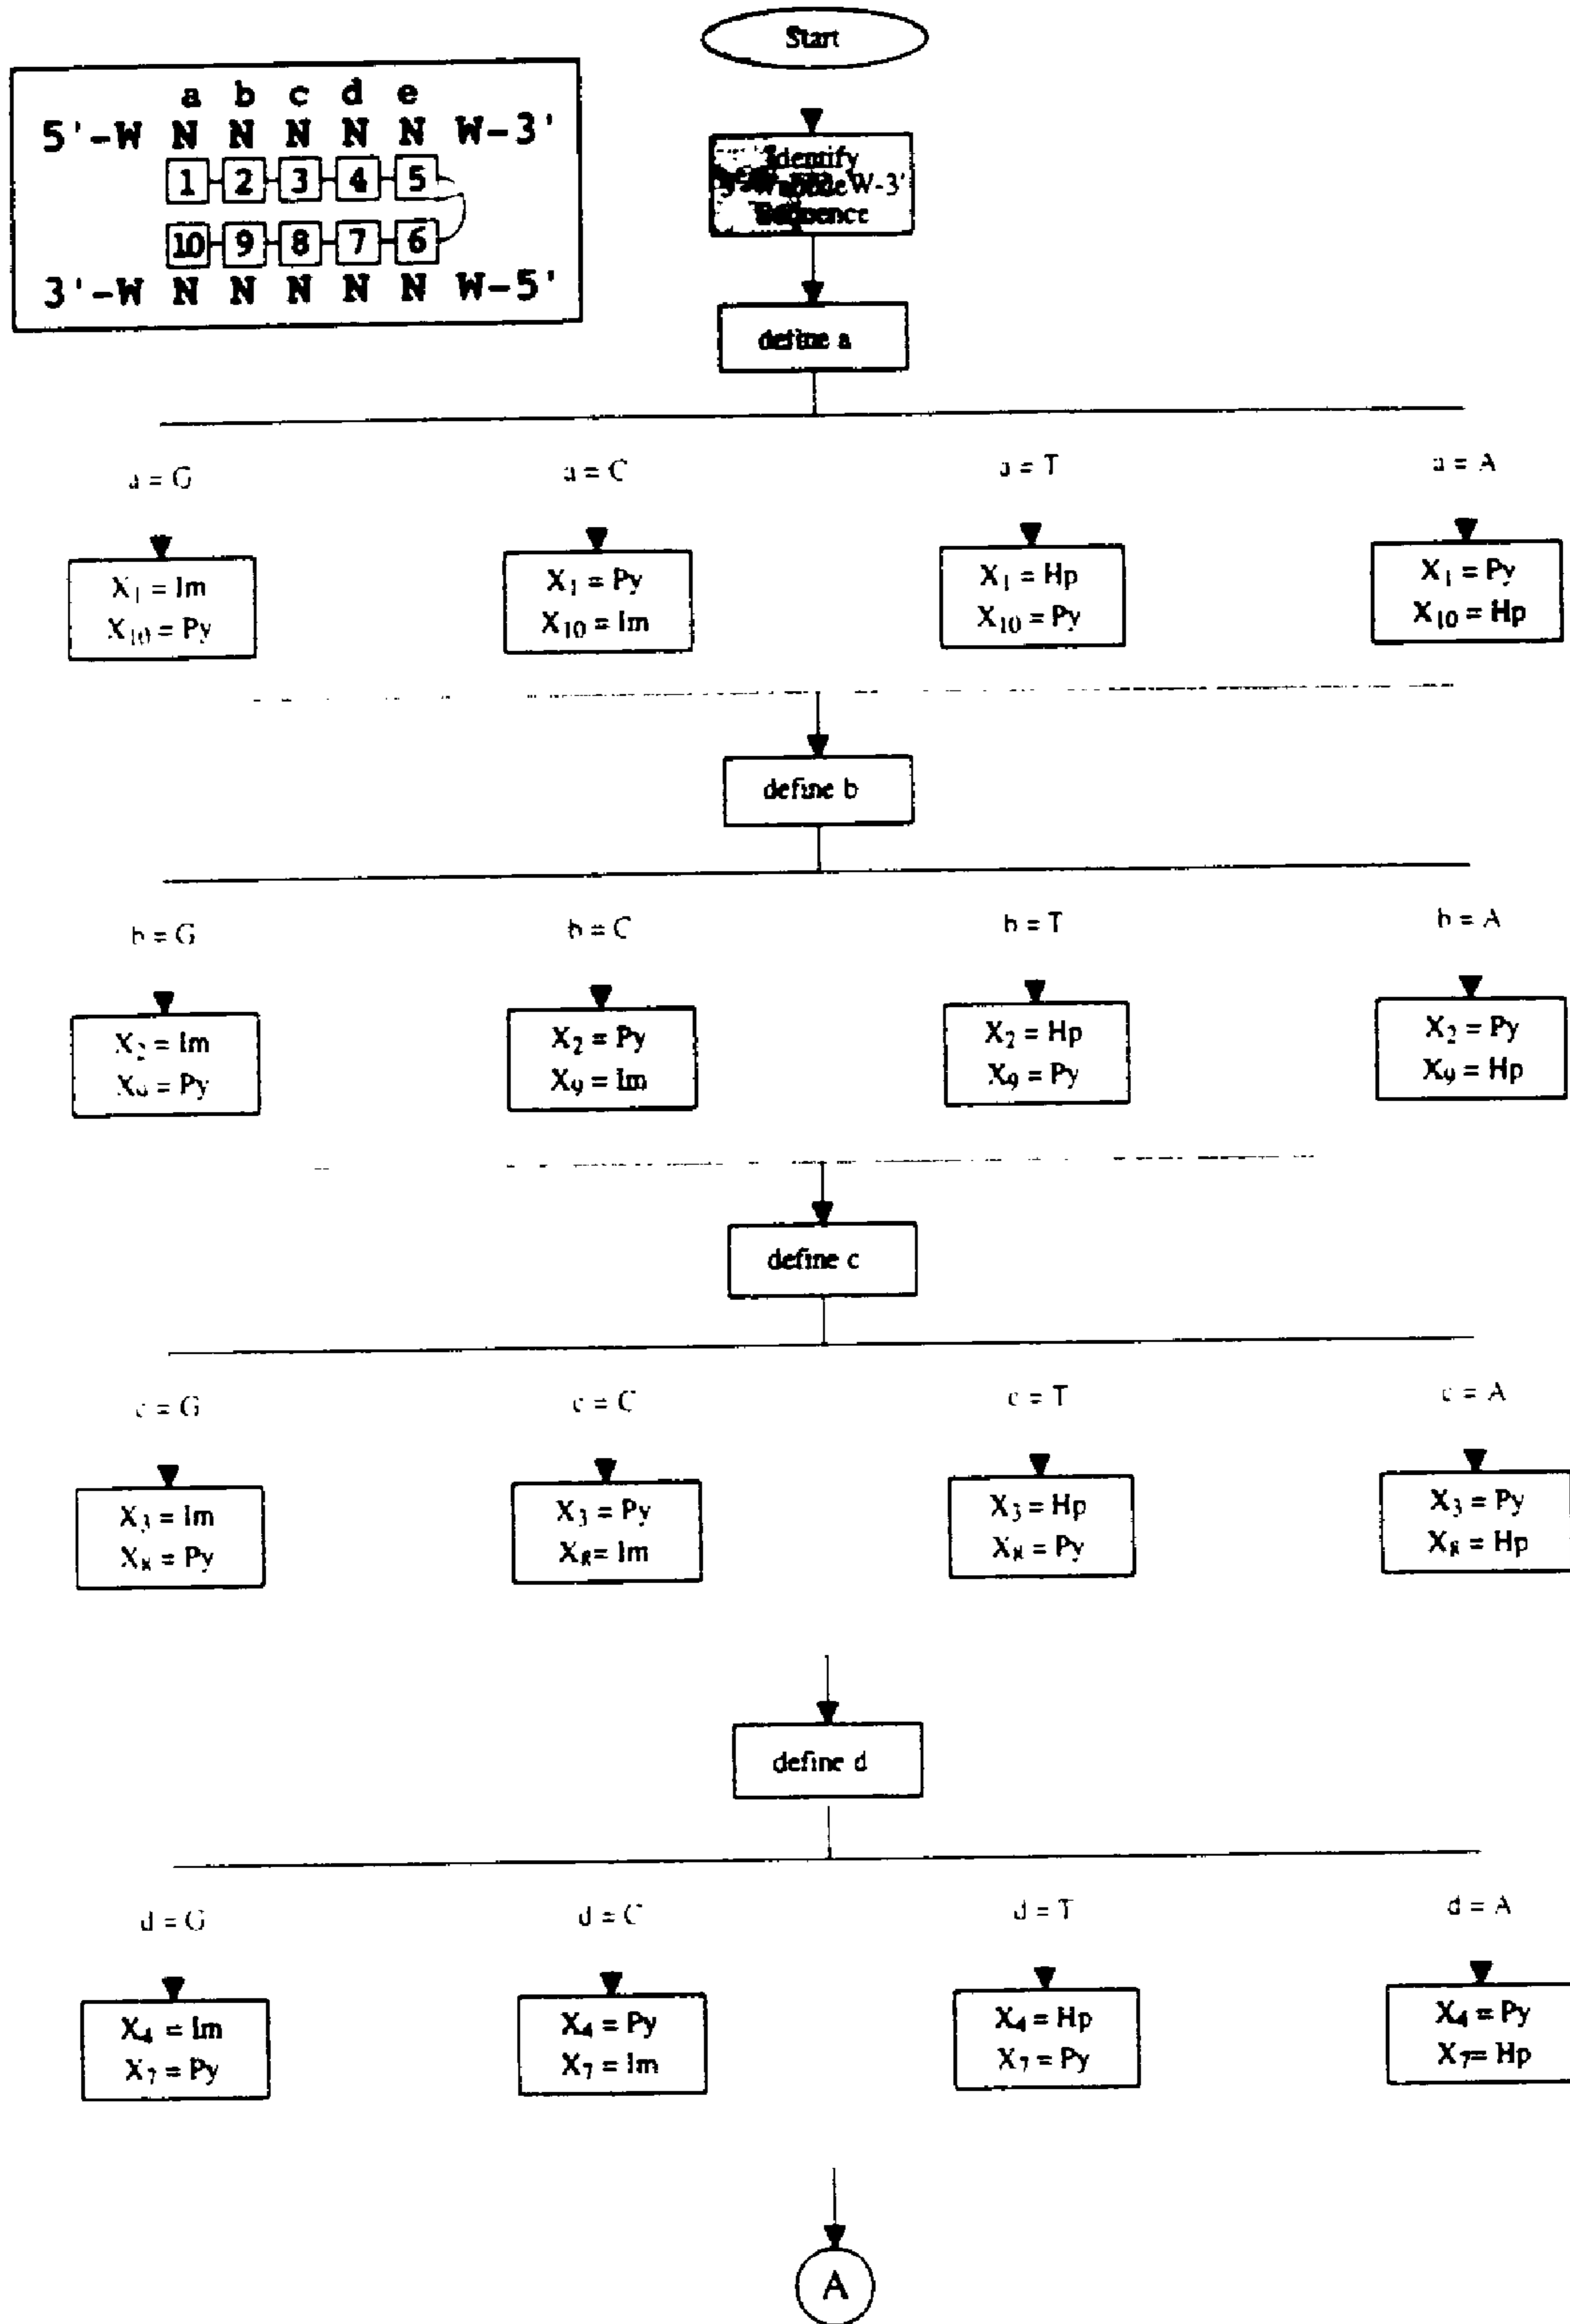 Start
a b c d e
5'-W N N N N N W-3'
1 2 3 4 5
10 9 8 7 6
3'-W N N N N N W-5'
Identify
W-3'
define a
a = G
a = C
a = T
a = A
X1 = Im
X10 = Py
X1 = Py
X10 = Im
X1 = Hp
X10 = Py
X1 = Py
X10 = Hp
define b
b = G
b = C
b = T
b = A
X2 = Im
X9 = Py
X2 = Py
X9 = Im
X2 = Hp
X9 = Py
X2 = Py
X9 = Hp
define c
c = G
c = C
c = T
c = A
X3 = Im
X8 = Py
X3 = Py
X8= Im
X3 = Hp
X8 = Py
X3 = Py
X8 = Hp
define d
d = G
d = C
d = T
d = A
X4 = Im
X7 = Py
X4 = Py
X7 = Im
X4 = Hp
X7 = Py
X4 = Py
X7= Hp
A